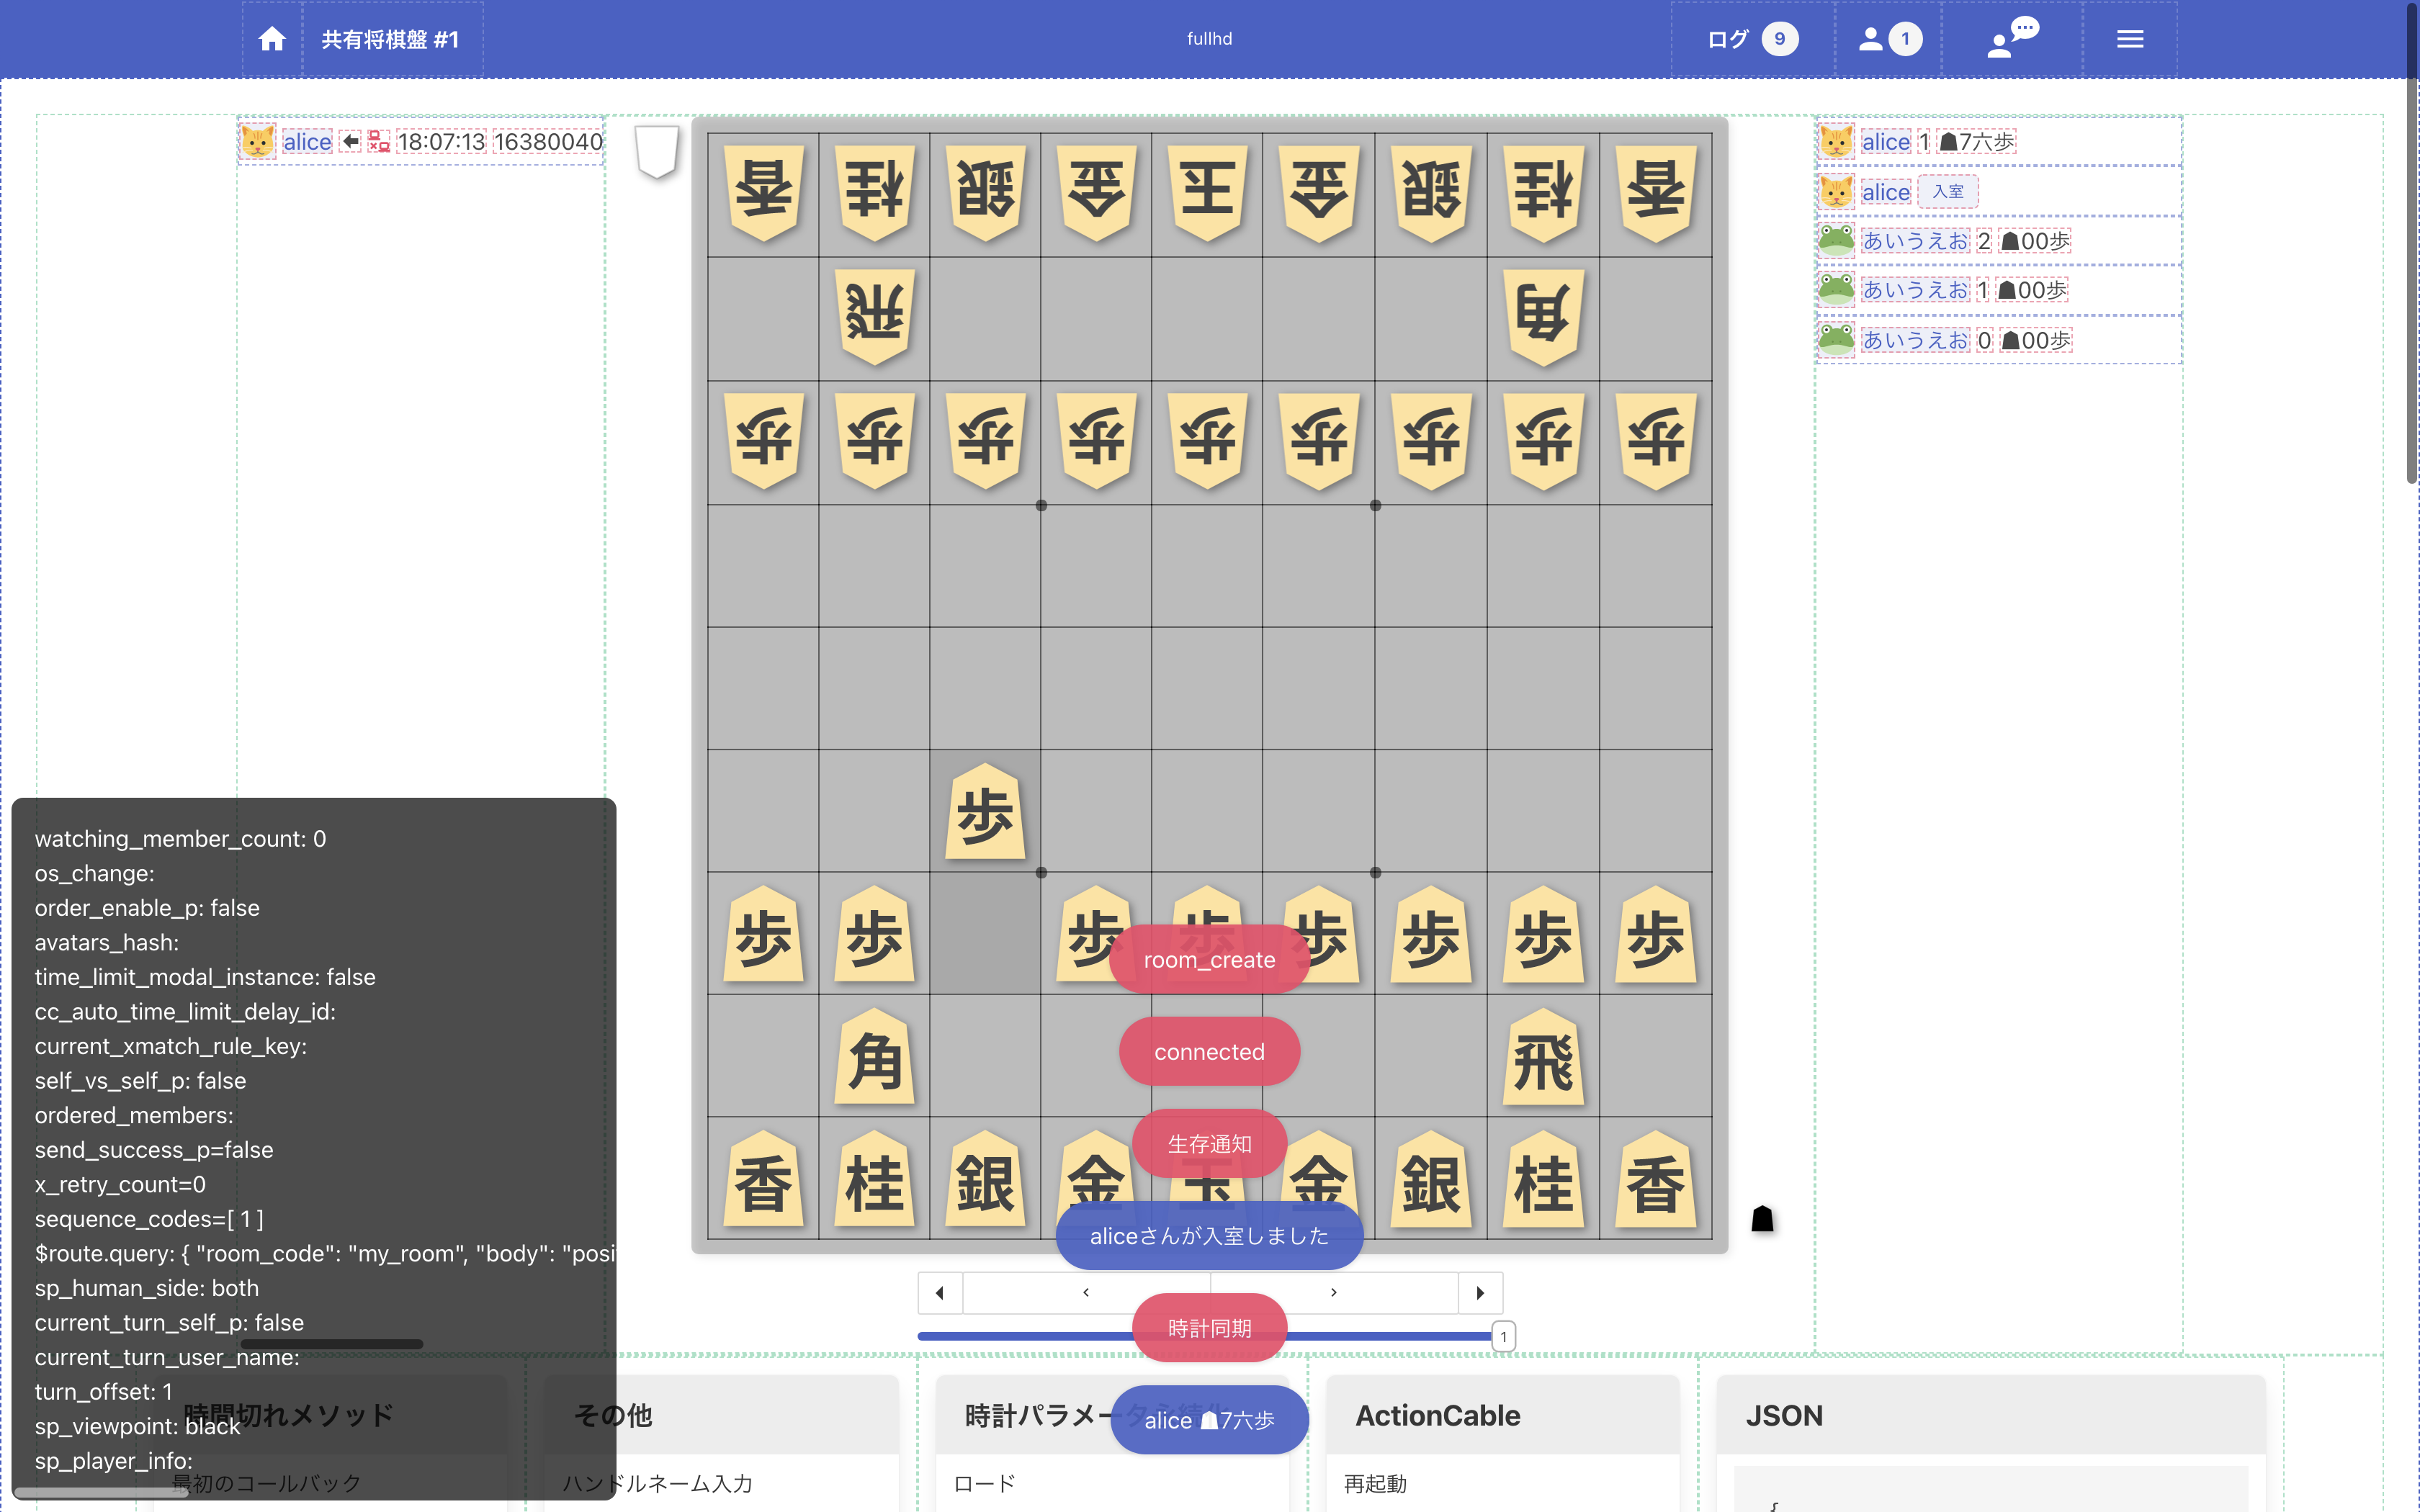 共有将棋盤 #1
fullhd
ログ 9
1
alice 18:07:13 16380040
香桂銀金玉金銀桂香
飛角
歩歩歩歩歩歩歩歩歩
歩
歩歩歩歩歩歩歩歩
角飛
香桂銀金玉金銀桂香
alice 1 ☗7六歩
alice 入室
あいうえお 2 ☗00歩
あいうえお 1 ☗00歩
あいうえお 0 ☗00歩
watching_member_count: 0
os_change:
order_enable_p: false
avatars_hash:
time_limit_modal_instance: false
cc_auto_time_limit_delay_id:
current_xmatch_rule_key:
self_vs_self_p: false
ordered_members:
send_success_p=false
x_retry_count=0
sequence_codes=[ 1 ]
$route.query: { "room_code": "my_room", "body": "posi
sp_human_side: both
current_turn_self_p: false
current_turn_user_name:
turn_offset: 1
sp_viewpoint: black
sp_player_info:
room_create
connected
生存通知
aliceさんが入室しました
時計同期
alice ☗7六歩
1
時間切れメソッド
最初のコールバック
その他
ハンドルネーム入力
時計パラメータ
ロード
ActionCable
再起動
JSON
{